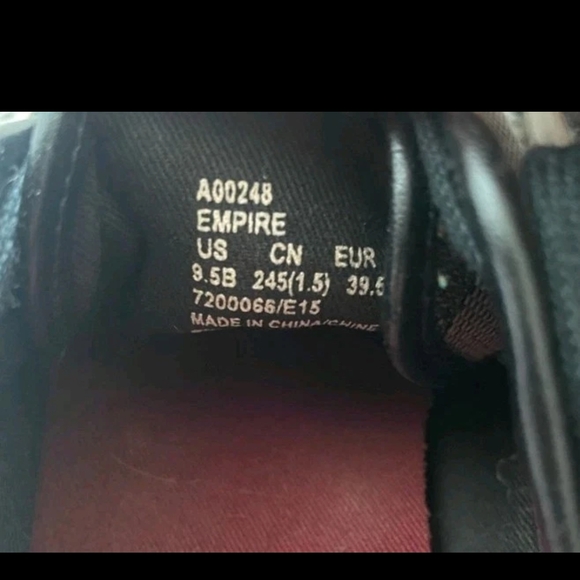 A00248
EMPIRE
US CN EUR
9.5B 245(1.5) 39.5
7200066/E15
MADE IN CHINA/CHINE